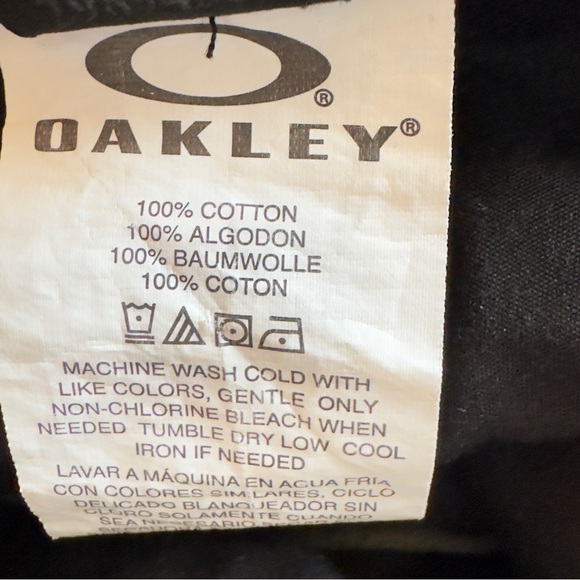 ®
OAKLEY®
100% COTTON
100% ALGODON
100% BAUMWOLLE
100% COTON
MACHINE WASH COLD WITH
LIKE COLORS, GENTLE ONLY
NON-CHLORINE BLEACH WHEN
NEEDED TUMBLE DRY LOW COOL
IRON IF NEEDED
LAVAR A MÁQUINA EN AGUA FRIA
CON COLORES SIMILARES. CICLO
DELICADO BLANQUEADOR SIN
CLORO SOLAMENTE CUANDO
SEA NESESARIO